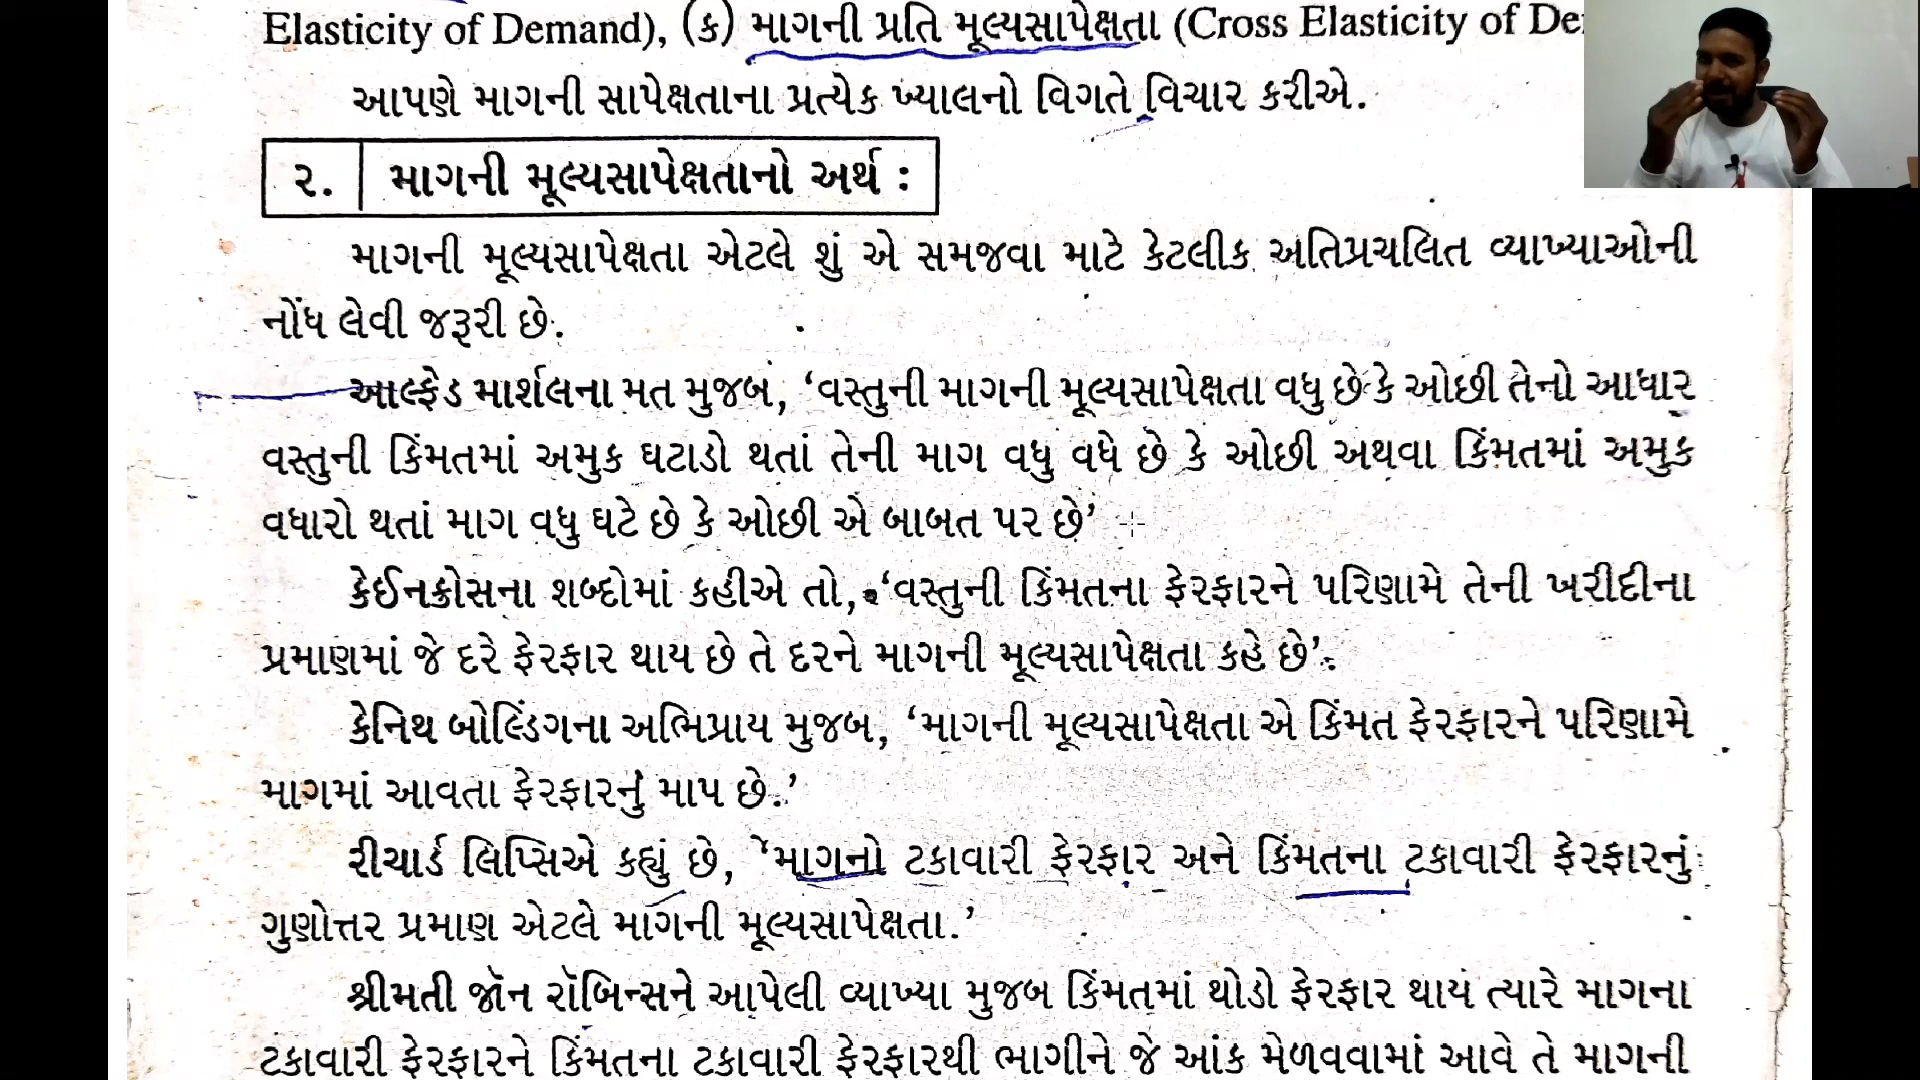 Elasticity of Demand), (ક) માગની પ્રતિ મૂલ્યસાપેક્ષતા (Cross Elasticity of De
આપણે માગની સાપેક્ષતાના પ્રત્યેક ખ્યાલનો વિગતે વિચાર કરીએ.
૨. માગની મૂલ્યસાપેક્ષતાનો અર્થ :
માગની મૂલ્યસાપેક્ષતા એટલે શું એ સમજવા માટે કેટલીક અતિપ્રચલિત વ્યાખ્યાઓની
નોંધ લેવી જરૂરી છે.
આલ્ફ્રેડ માર્શલના મત મુજબ, ‘વસ્તુની માગની મૂલ્યસાપેક્ષતા વધુ છે કે ઓછી તેનો આધાર
વસ્તુની કિંમતમાં અમુક ઘટાડો થતાં તેની માગ વધુ વધે છે કે ઓછી અથવા કિંમતમાં અમુક
વધારો થતાં માગ વધુ ઘટે છે કે ઓછી એ બાબત પર છે’
કેઈનક્રોસના શબ્દોમાં કહીએ તો, ‘વસ્તુની કિંમતના ફેરફારને પરિણામે તેની ખરીદીના
પ્રમાણમાં જે દરે ફેરફાર થાય છે તે દરને માગની મૂલ્યસાપેક્ષતા કહે છે’.
કેનિથ બોલ્ડિંગના અભિપ્રાય મુજબ, ‘માગની મૂલ્યસાપેક્ષતા એ કિંમત ફેરફારને પરિણામે
માગમાં આવતા ફેરફારનું માપ છે.’
રીચાર્ડ લિપ્સિએ કહ્યું છે, ‘માગનો ટકાવારી ફેરફાર અને કિંમતના ટકાવારી ફેરફારનું
ગુણોત્તર પ્રમાણ એટલે માગની મૂલ્યસાપેક્ષતા.’
શ્રીમતી જૉન રૉબિન્સને આપેલી વ્યાખ્યા મુજબ કિંમતમાં થોડો ફેરફાર થાય ત્યારે માગના
ટકાવારી ફેરફારને કિંમતના ટકાવારી ફેરફારથી ભાગીને જે આંક મેળવવામાં આવે તે માગની